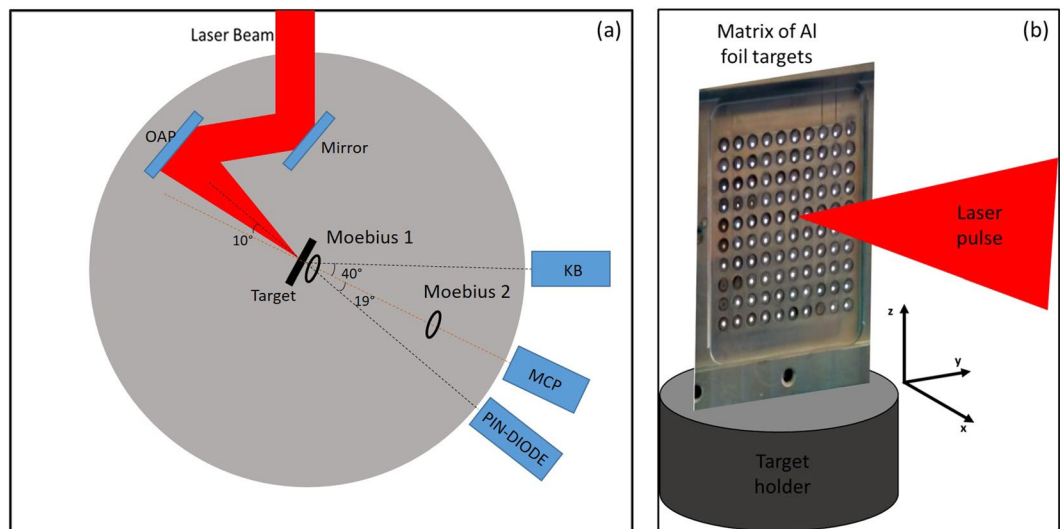 (a)
Laser Beam
OAP
Mirror
10°
Moebius 1
40°
KB
Target
19°
Moebius 2
MCP
PIN-DIODE
(b)
Matrix of Al
foil targets
Laser
pulse
z
y
x
Target
holder